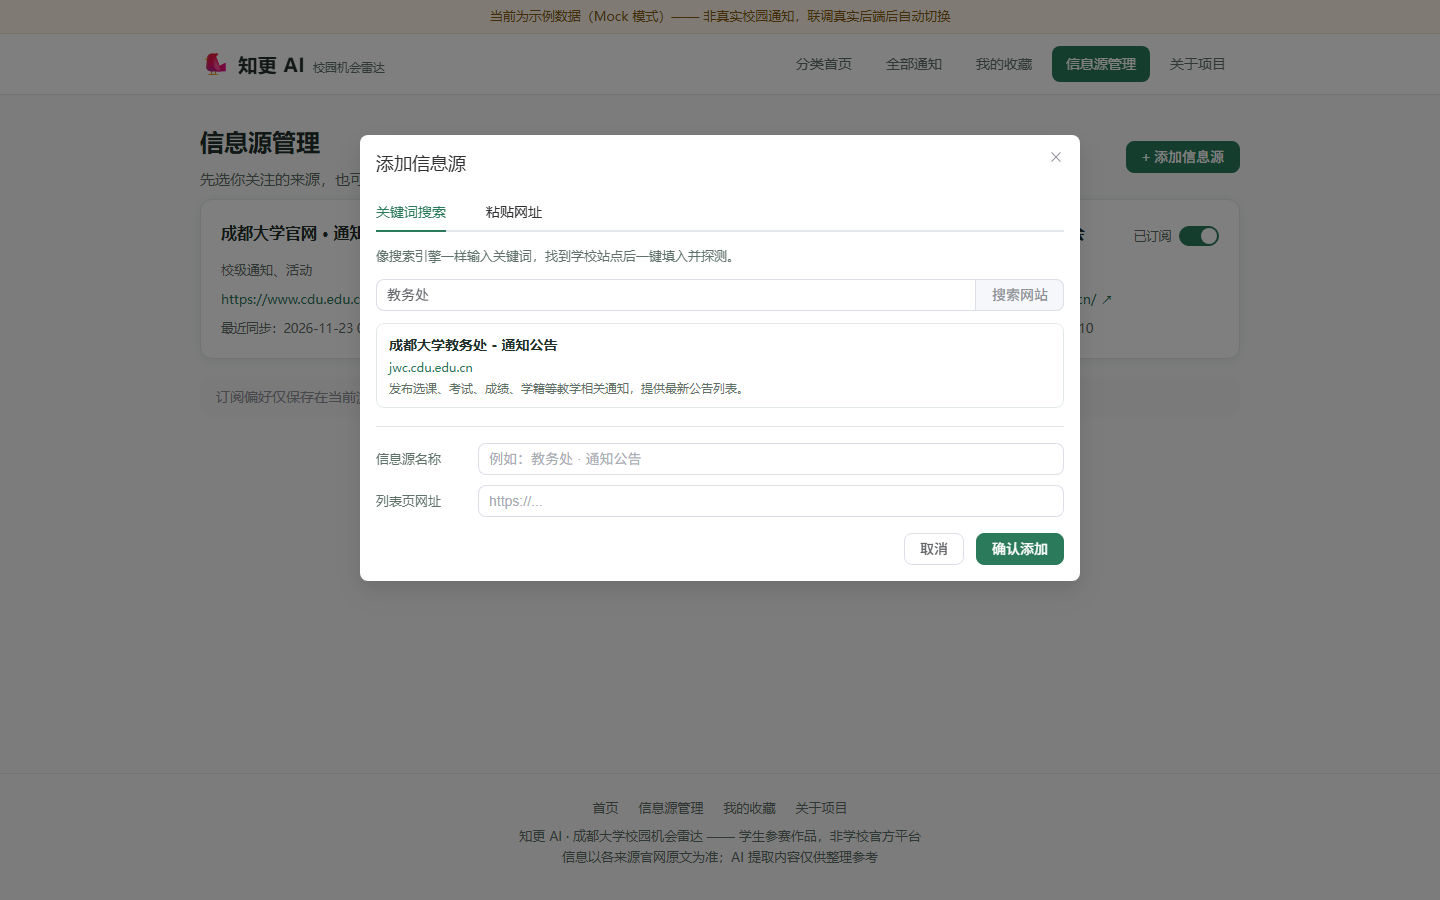 当前为示例数据（Mock 模式）—— 非真实校园通知，联调真实后端后自动切换
知更 AI 校园机会雷达
分类首页 全部通知 我的收藏 信息源管理 关于项目
信息源管理
+ 添加信息源
先选你关注的来源，也可
成都大学官网 • 通知
已订阅
校级通知、活动
https://www.cdu.edu.c
cn/ ↗
最近同步：2026-11-23 0
10
订阅偏好仅保存在当前
添加信息源
关键词搜索 粘贴网址
像搜索引擎一样输入关键词，找到学校站点后一键填入并探测。
教务处 搜索网站
成都大学教务处 - 通知公告
jwc.cdu.edu.cn
发布选课、考试、成绩、学籍等教学相关通知，提供最新公告列表。
信息源名称 例如：教务处 · 通知公告
列表页网址 https://...
取消 确认添加
首页 信息源管理 我的收藏 关于项目
知更 AI · 成都大学校园机会雷达 —— 学生参赛作品，非学校官方平台
信息以各来源官网原文为准；AI 提取内容仅供整理参考